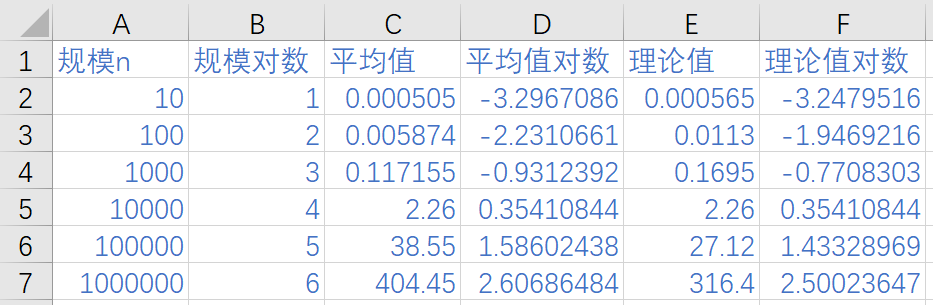 A B C D E F
1 规模n 规模对数 平均值 平均值对数 理论值 理论值对数
2 10 1 0.000505 -3.2967086 0.000565 -3.2479516
3 100 2 0.005874 -2.2310661 0.0113 -1.9469216
4 1000 3 0.117155 -0.9312392 0.1695 -0.7708303
5 10000 4 2.26 0.35410844 2.26 0.35410844
6 100000 5 38.55 1.58602438 27.12 1.43328969
7 1000000 6 404.45 2.60686484 316.4 2.50023647